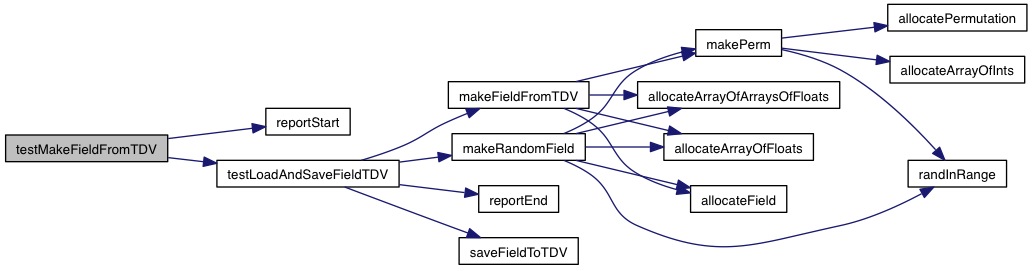 testMakeFieldFromTDV
reportStart
testLoadAndSaveFieldTDV
makeFieldFromTDV
makeRandomField
reportEnd
saveFieldToTDV
makePerm
allocateArrayOfArraysOfFloats
allocateArrayOfFloats
allocateField
allocatePermutation
allocateArrayOfInts
randInRange